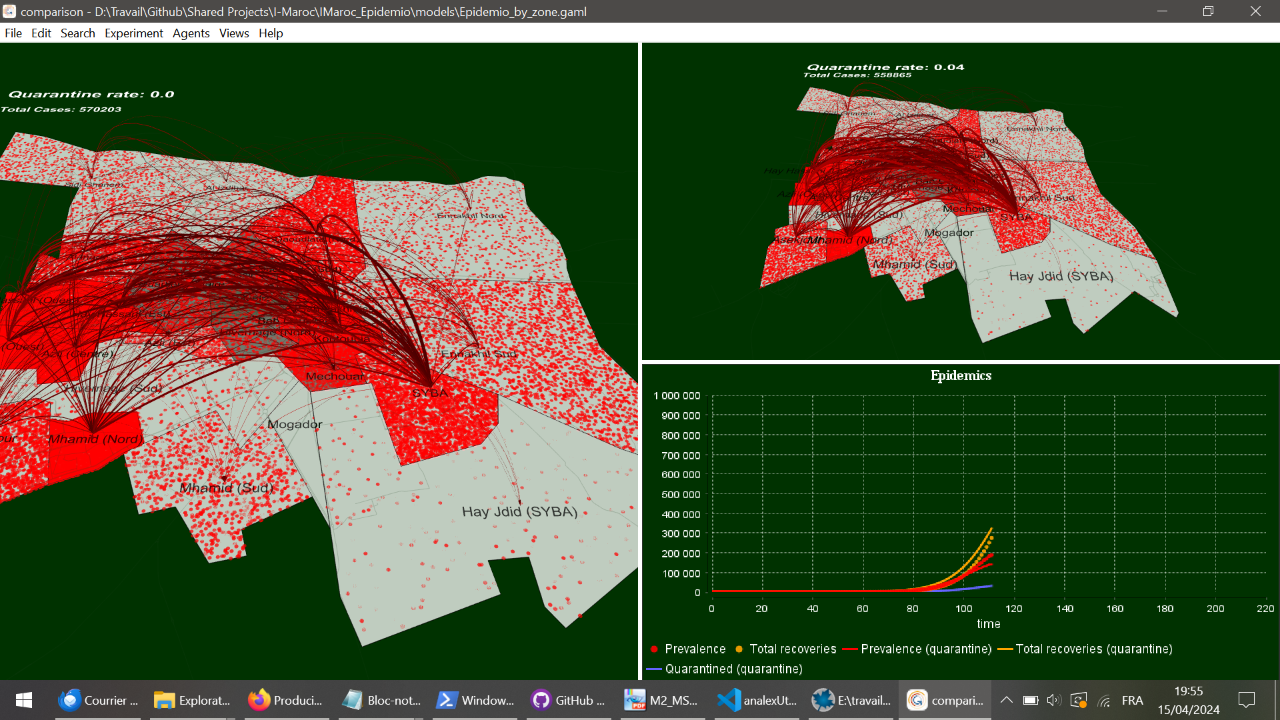 comparison - D:\Travail\Github\Shared Projects\I-Maroc\IMaroc_Epidemio\models\Epidemio_by_zone.gaml
File Edit Search Experiment Agents Views Help
Quarantine rate: 0.0
Total Cases: 570203
Ennakhil Nord
Ennakhil Sud
Mechouar
SYBA
Mogador
Mhamid (Nord)
Mhamid (Sud)
Hay Jdid (SYBA)
Quarantine rate: 0.04
Total Cases: 558865
Ennakhil Nord
Mechouar
SYBA
Mogador
Mhamid (Nord)
Mhamid (Sud)
Hay Jdid (SYBA)
Epidemics
1 000 000
900 000
800 000
700 000
600 000
500 000
400 000
300 000
200 000
100 000
0
0 20 40 60 80 100 120 140 160 180 200 220
time
Prevalence Total recoveries Prevalence (quarantine) Total recoveries (quarantine)
Quarantined (quarantine)
Courrier ... Explorat... Produci... Bloc-not... Window... GitHub ... M2_MS... analexUt... E:\travail... compari... FRA 19:55
15/04/2024